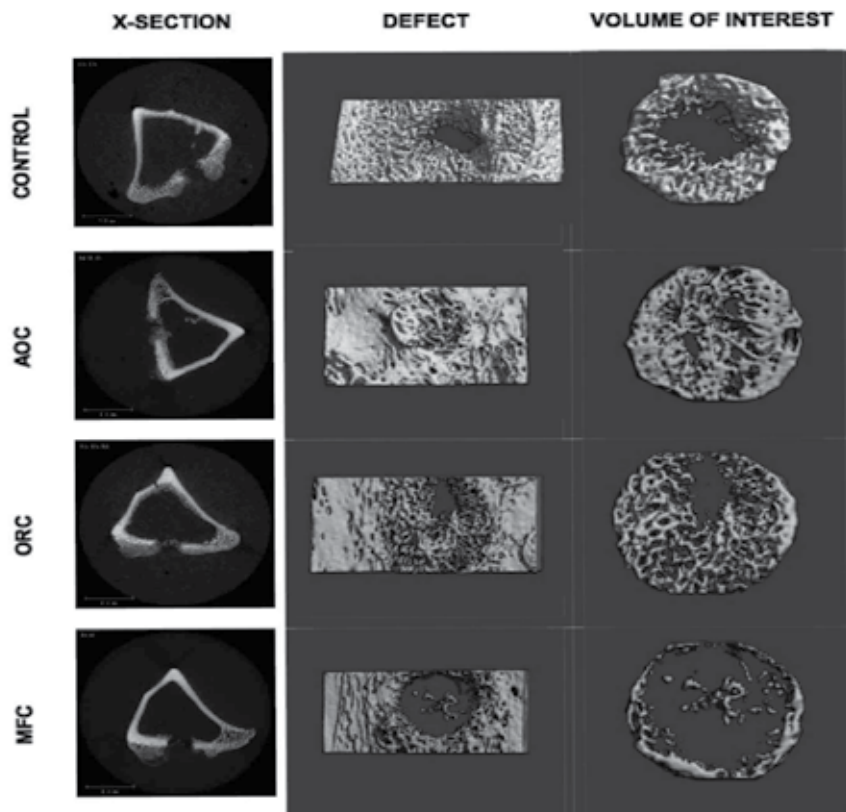 X-SECTION DEFECT VOLUME OF INTEREST
CONTROL
AOC
ORC
MFC